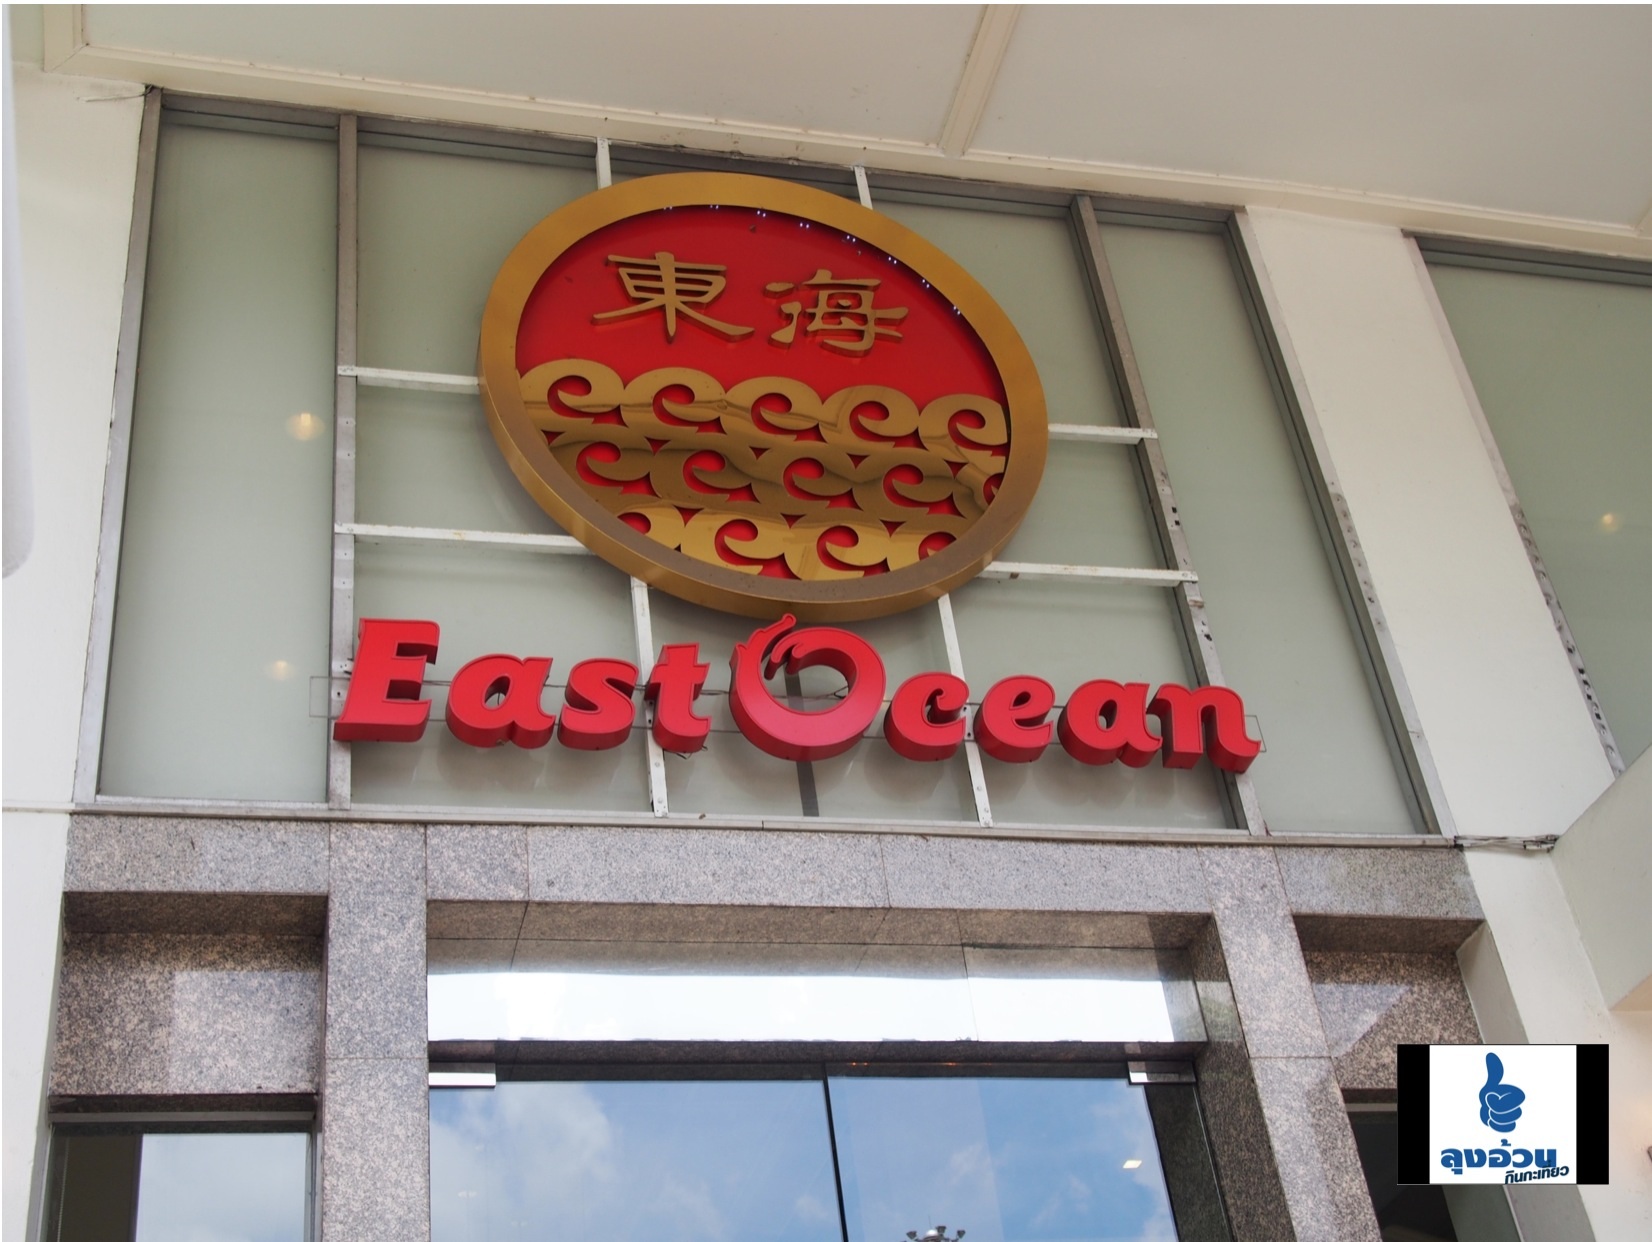 東海
East Ocean
ลุงอ้วน
กินกะเที่ยว